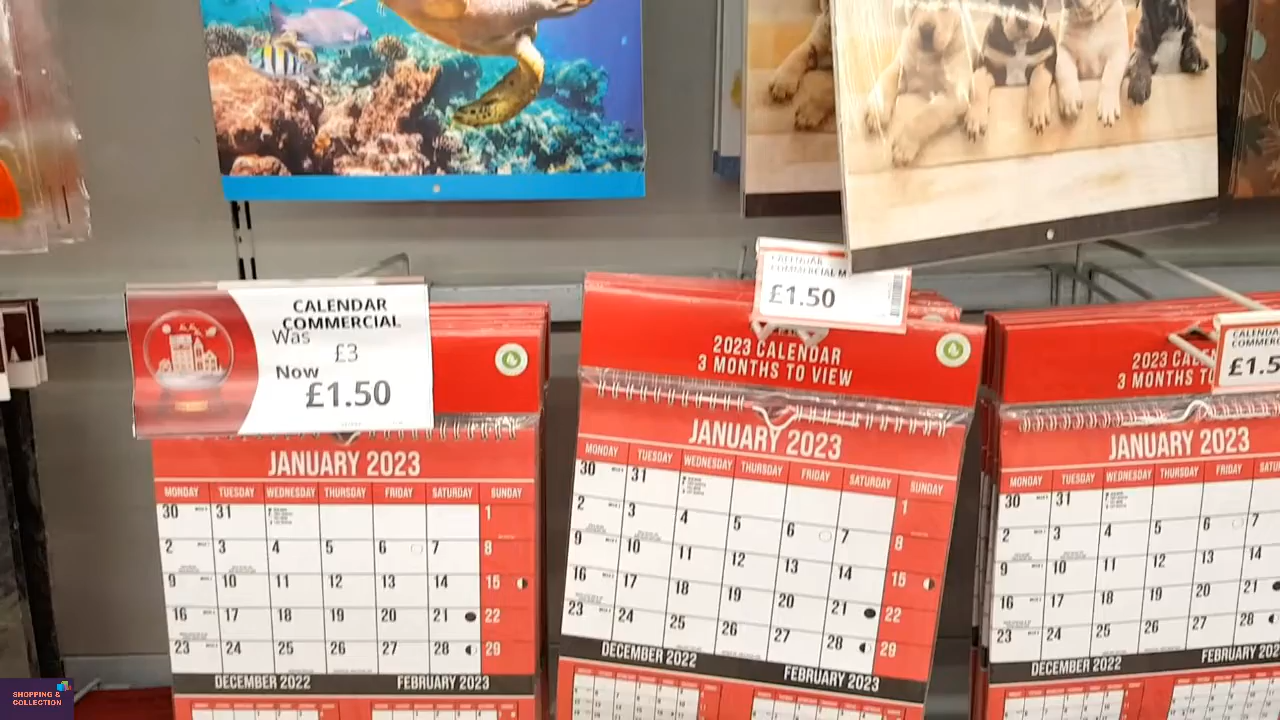 CALENDAR
COMMERCIAL
Was
£3
Now
£1.50
CALENDAR
COMMERCIAL M
£1.50
CALENDA
COMMERC
£1.5
2023 CALENDAR
3 MONTHS TO VIEW
2023 CALEN
3 MONTHS TO
JANUARY 2023
MONDAY TUESDAY WEDNESDAY THURSDAY FRIDAY SATURDAY SUNDAY
30 31 1
2 3 4 5 6 7 8
9 10 11 12 13 14 15
16 17 18 19 20 21 22
23 24 25 26 27 28 29
DECEMBER 2022 FEBRUARY 2023
JANUARY 2023
MONDAY TUESDAY WEDNESDAY THURSDAY FRIDAY SATURDAY SUNDAY
30 31 1
2 3 4 5 6 7 8
9 10 11 12 13 14 15
16 17 18 19 20 21 22
23 24 25 26 27 28 29
DECEMBER 2022 FEBRUARY 2023
JANUARY 2023
MONDAY TUESDAY WEDNESDAY THURSDAY FRIDAY SATU
30 31
2 3 4 5 6 7
9 10 11 12 13 14
16 17 18 19 20 21
23 24 25 26 27 28
DECEMBER 2022 FEBRUARY 202
SHOPPING &
COLLECTION